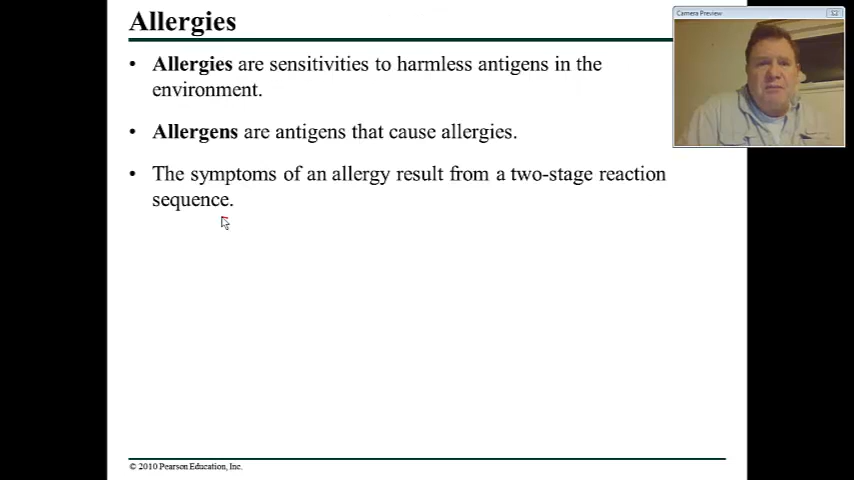 Allergies
Camera Preview
• Allergies are sensitivities to harmless antigens in the
environment.
• Allergens are antigens that cause allergies.
• The symptoms of an allergy result from a two-stage reaction
sequence.
© 2010 Pearson Education, Inc.